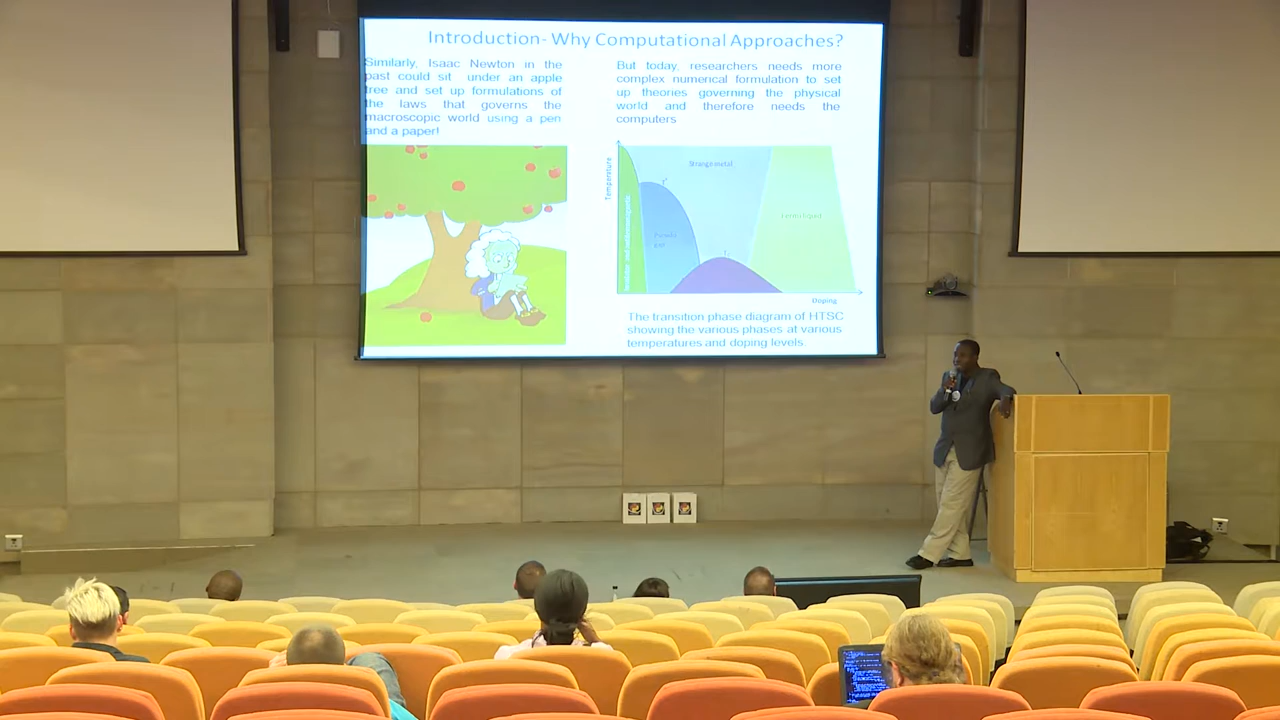 Introduction- Why Computational Approaches?
Similarly, Isaac Newton in the
past could sit under an apple
tree and set up formulations of
the laws that governs the
macroscopic world using a pen
and a paper!
But today, researchers needs more
complex numerical formulation to set
up theories governing the physical
world and therefore needs the
computers
Temperature
Strange metal
Fermi liquid
Pseudo
gap
Doping
The transition phase diagram of HTSC
showing the various phases at various
temperatures and doping levels.